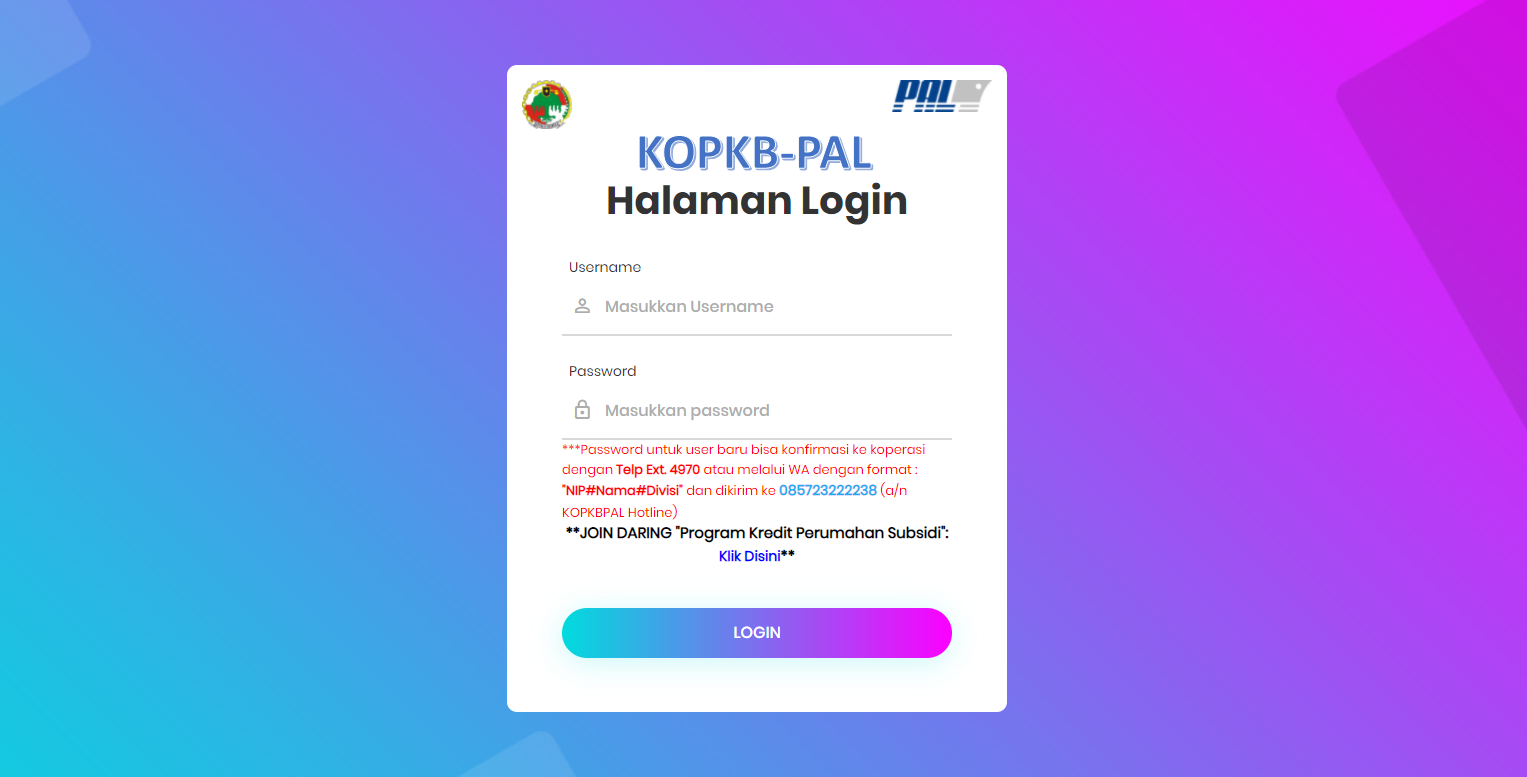 PAL
KOPKB-PAL
Halaman Login
Username
Masukkan Username
Password
Masukkan password
***Password untuk user baru bisa konfirmasi ke koperasi
dengan Telp Ext. 4970 atau melalui WA dengan format :
"NIP#Nama#Divisi" dan dikirim ke 085723222238 (a/n
KOPKBPAL Hotline)
**JOIN DARING "Program Kredit Perumahan Subsidi":
Klik Disini**
LOGIN